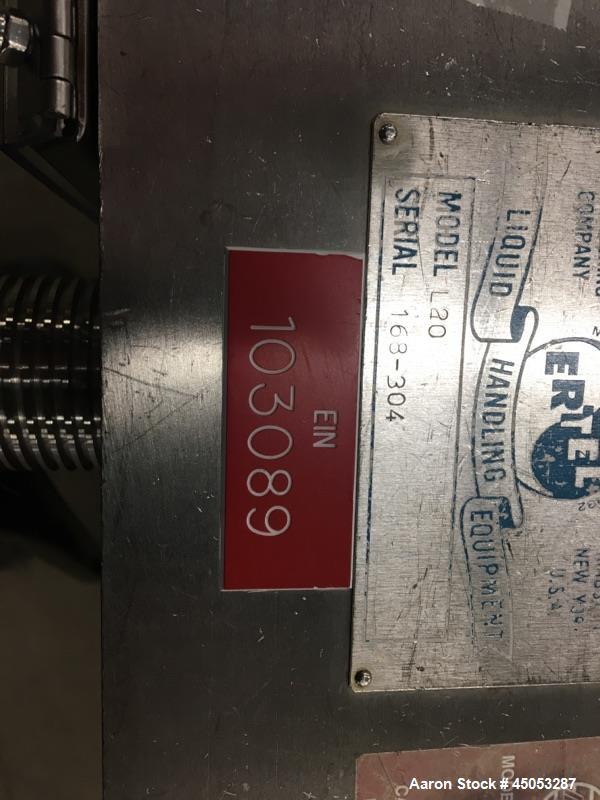 COMPANY
NEW YO
U.S.A.
ERTEL
LIQUID HANDLING EQUIPMENT
MODEL L20
SERIAL 168-304
EIN
103089
Aaron Stock # 45053287